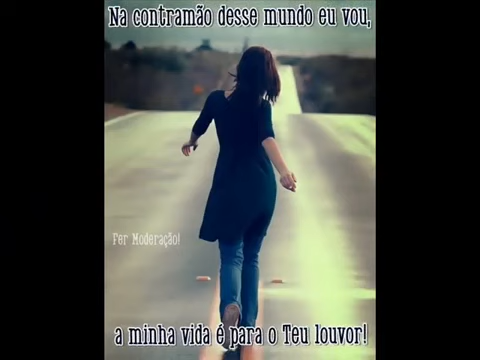 Na contramão desse mundo eu vou,
Fer Moderação!
a minha vida é para o Teu louvor!